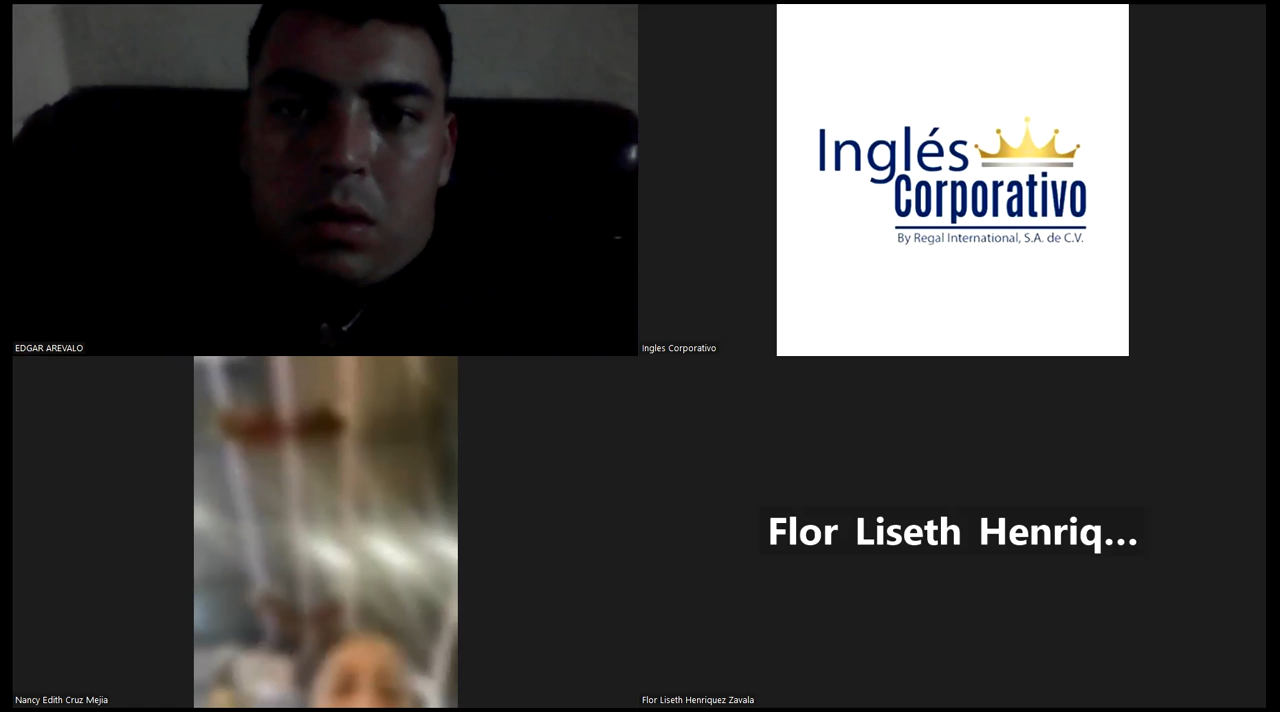 Inglés
Corporativo
By Regal International, S.A. de C.V.
EDGAR AREVALO
Ingles Corporativo
Flor Liseth Henriq...
Nancy Edith Cruz Mejia
Flor Liseth Henriquez Zavala